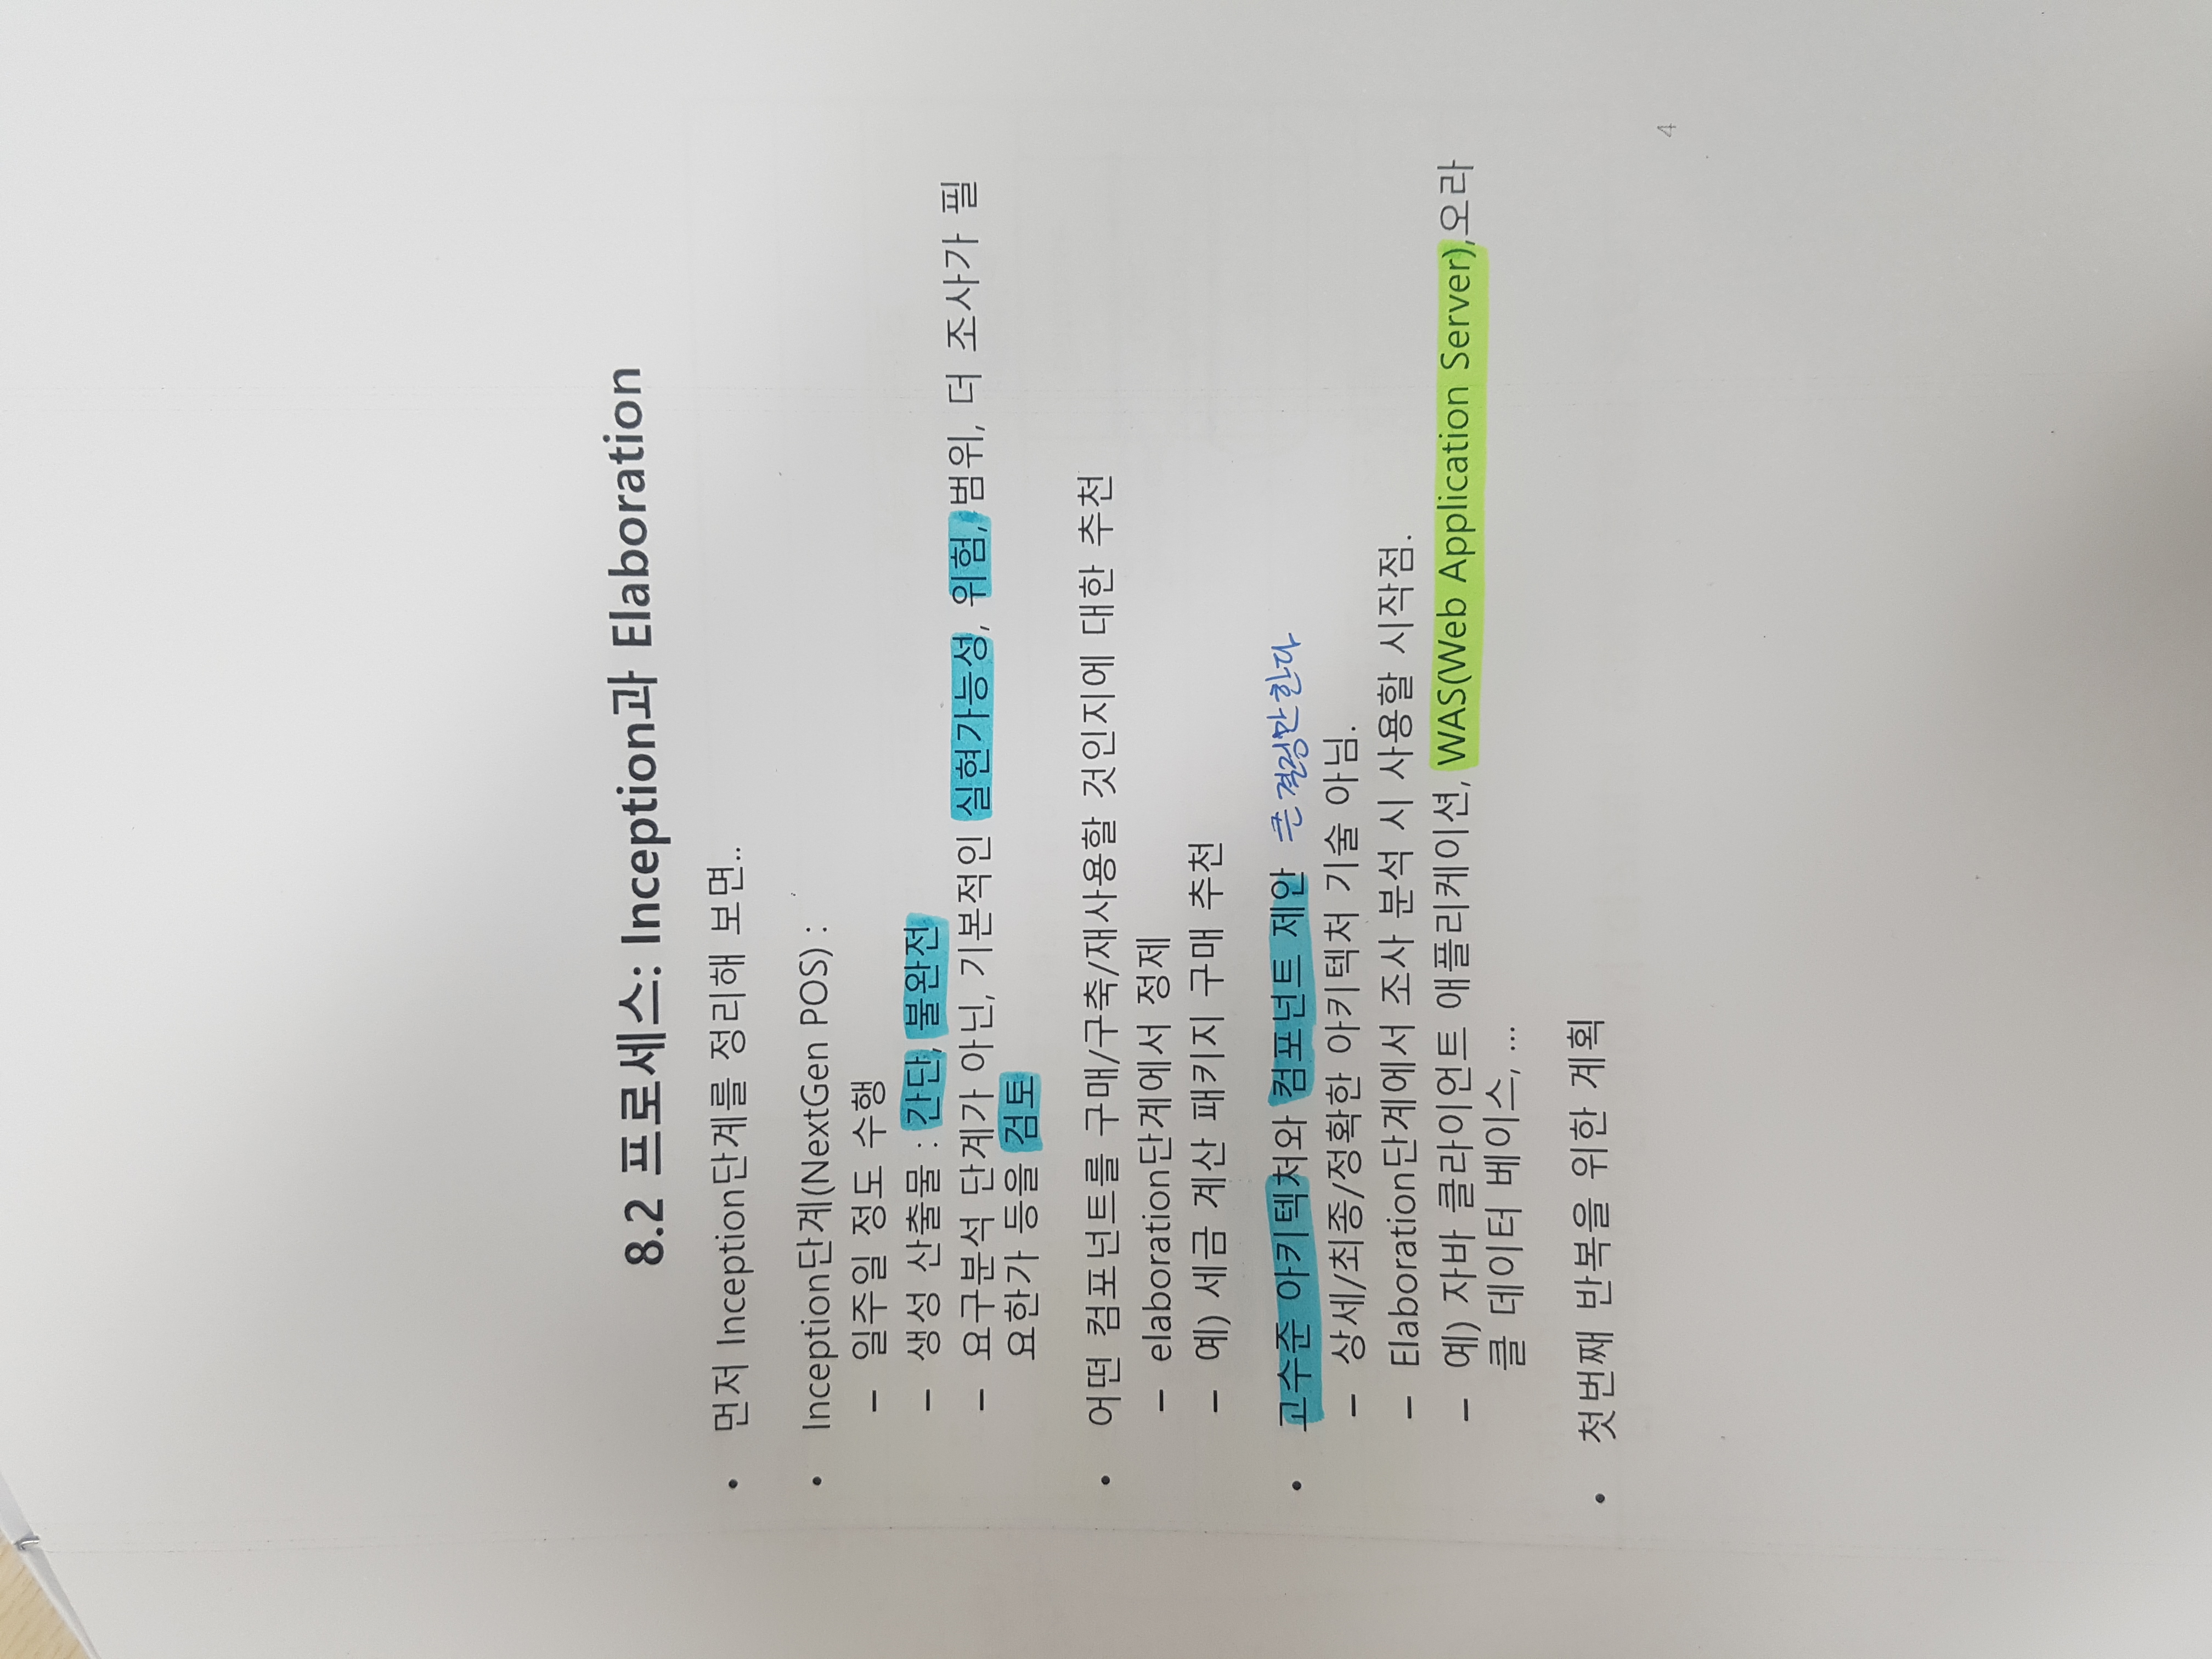 8.2 프로세스: Inception과 Elaboration
• 먼저 Inception단계를 정리해 보면..
• Inception단계(NextGen POS) :
– 일주일 정도 수행
– 생성 산출물 : 간단, 불완전
– 요구분석 단계가 아닌, 기본적인 실현가능성, 위험, 범위, 더 조사가 필
요한가 등을 검토
• 어떤 컴포넌트를 구매/구축/재사용할 것인지에 대한 추천
– elaboration단계에서 정제
– 예) 세금 계산 패키지 구매 추천
• 고수준 아키텍처와 컴포넌트 제안 큰 결정만 한다
– 상세/최종/정확한 아키텍처 기술 아님.
– Elaboration단계에서 조사 분석 시 사용할 시작점.
– 예) 자바 클라이언트 애플리케이션, WAS(Web Application Server),오라
클 데이터 베이스, ...
• 첫번째 반복을 위한 계획
4